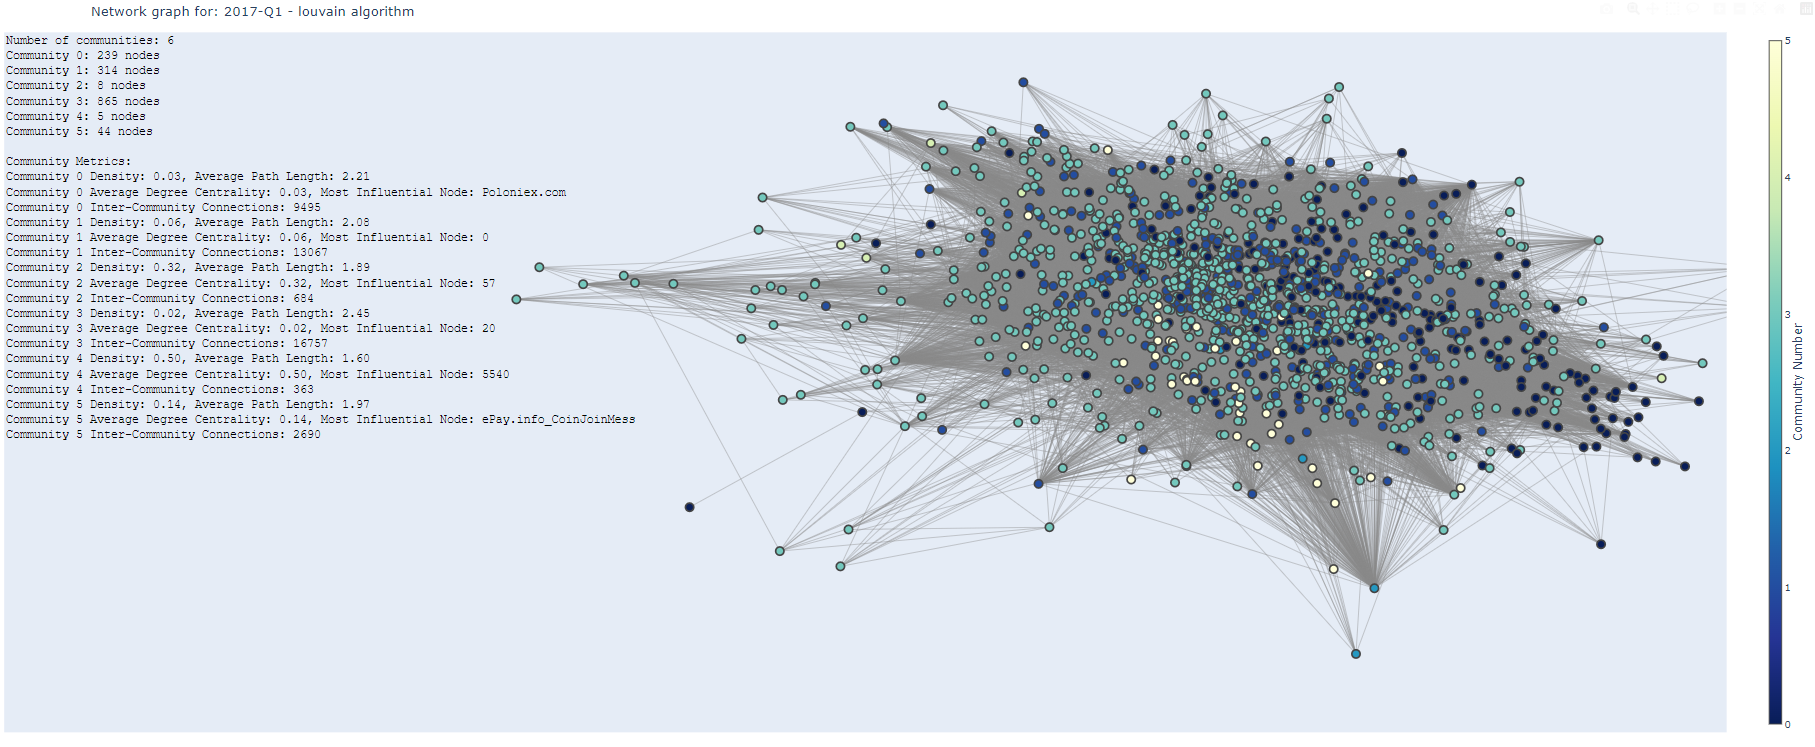 Network graph for: 2017-Q1 - louvain algorithm
Number of communities: 6
Community 0: 239 nodes
Community 1: 314 nodes
Community 2: 8 nodes
Community 3: 865 nodes
Community 4: 5 nodes
Community 5: 44 nodes
Community Metrics:
Community 0 Density: 0.03, Average Path Length: 2.21
Community 0 Average Degree Centrality: 0.03, Most Influential Node: Poloniex.com
Community 0 Inter-Community Connections: 9495
Community 1 Density: 0.06, Average Path Length: 2.08
Community 1 Average Degree Centrality: 0.06, Most Influential Node: 0
Community 1 Inter-Community Connections: 13067
Community 2 Density: 0.32, Average Path Length: 1.89
Community 2 Average Degree Centrality: 0.32, Most Influential Node: 57
Community 2 Inter-Community Connections: 684
Community 3 Density: 0.02, Average Path Length: 2.45
Community 3 Average Degree Centrality: 0.02, Most Influential Node: 20
Community 3 Inter-Community Connections: 16757
Community 4 Density: 0.50, Average Path Length: 1.60
Community 4 Average Degree Centrality: 0.50, Most Influential Node: 5540
Community 4 Inter-Community Connections: 363
Community 5 Density: 0.14, Average Path Length: 1.97
Community 5 Average Degree Centrality: 0.14, Most Influential Node: ePay.info_CoinJoinMess
Community 5 Inter-Community Connections: 2690
5
4
3
2
1
0
Community Number